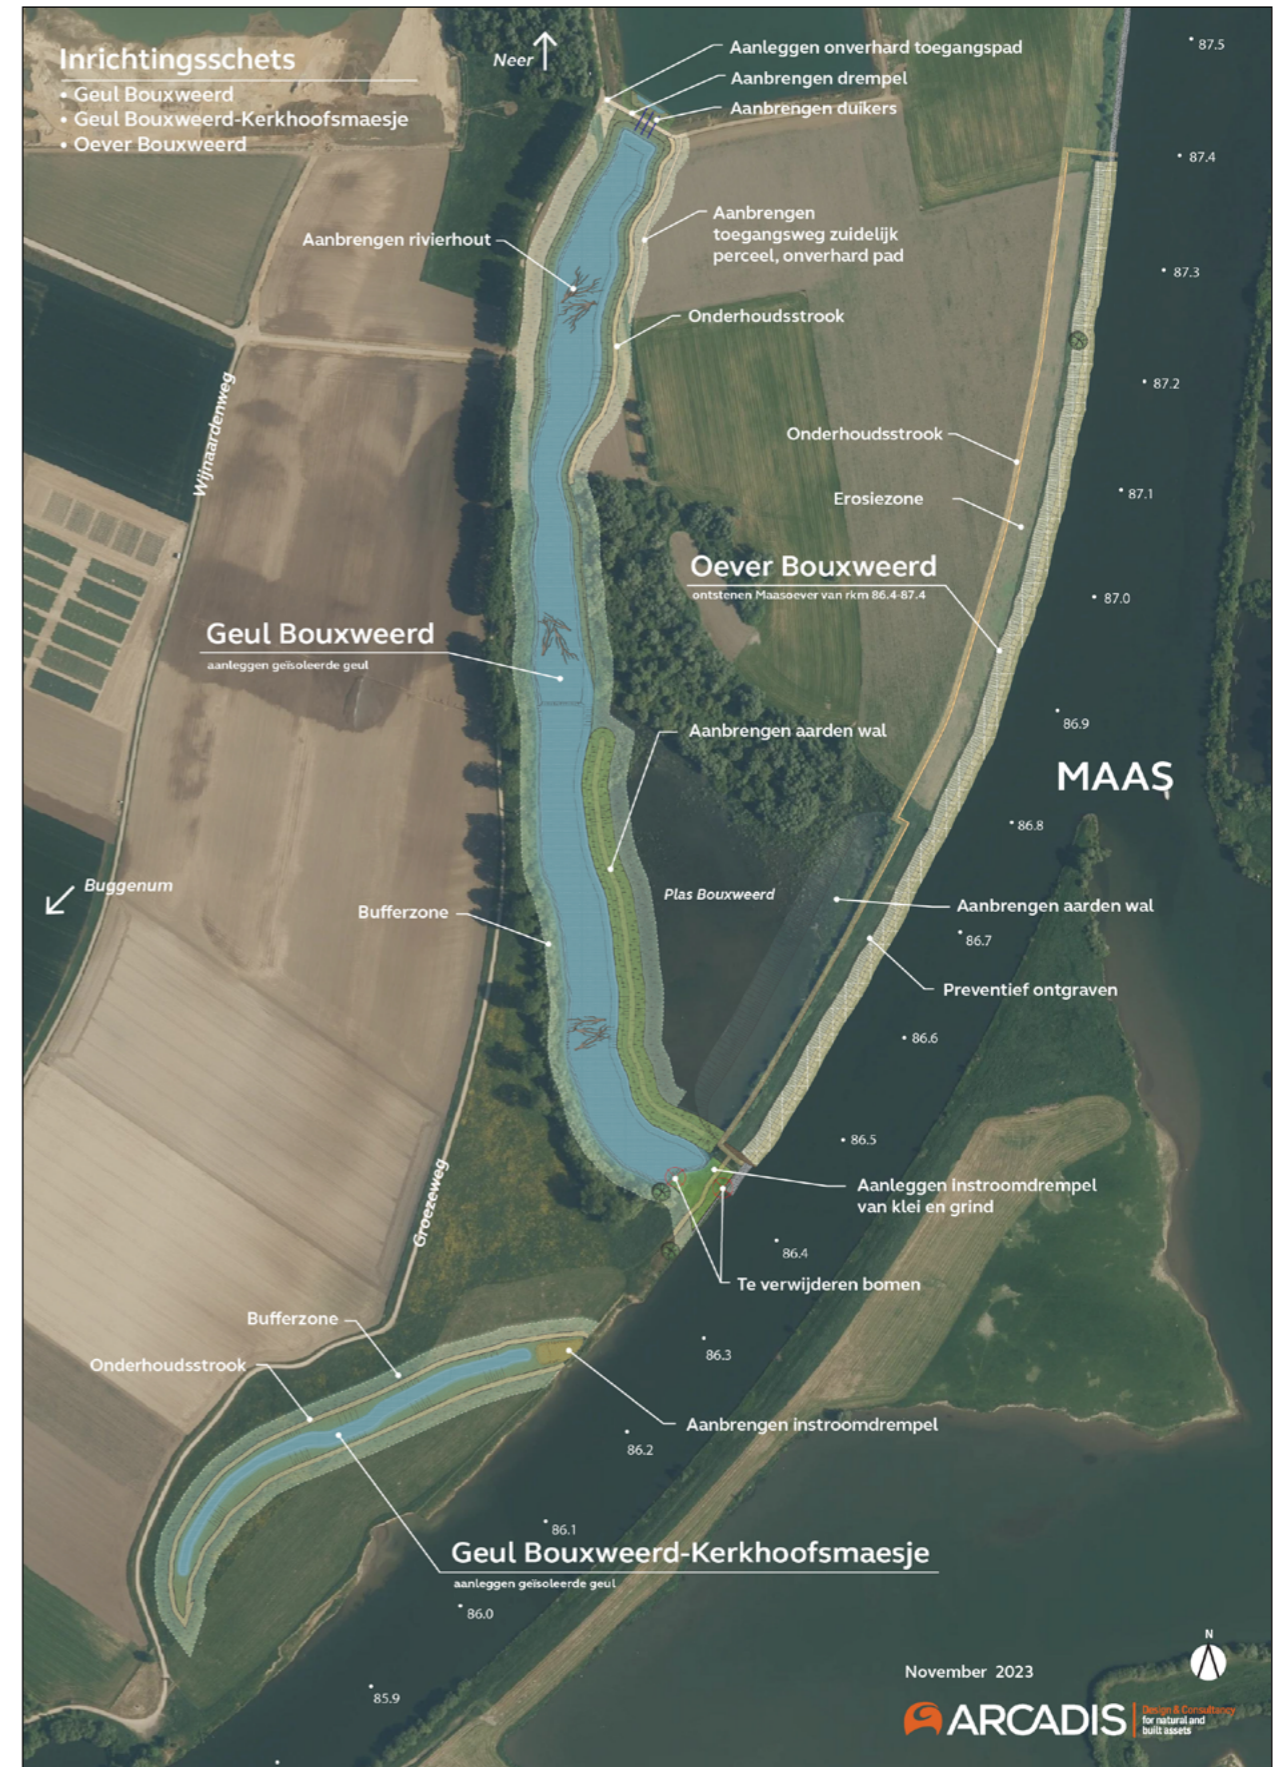 Inrichtingsschets
• Geul Bouxweerd
• Geul Bouxweerd-Kerkhoofsmaesje
• Oever Bouxweerd
Neer
Aanleggen onverhard toegangspad
Aanbrengen drempel
Aanbrengen duikers
87.5
87.4
Aanbrengen
toegangsweg zuidelijk
perceel, onverhard pad
Aanbrengen rivierhout
87.3
Onderhoudsstrook
87.2
Wijnaardenweg
Onderhoudsstrook
87.1
Erosiezone
Oever Bouxweerd
ontstenen Maasoever van rkm 86.4-87.4
87.0
Geul Bouxweerd
aanleggen geïsoleerde geul
86.9
Aanbrengen aarden wal
MAAS
86.8
Buggenum
Plas Bouxweerd
Bufferzone
Aanbrengen aarden wal
86.7
Preventief ontgraven
86.6
86.5
Groezeweg
Aanleggen instroomdrempel
van klei en grind
86.4
Te verwijderen bomen
Bufferzone
86.3
Onderhoudsstrook
Aanbrengen instroomdrempel
86.2
86.1
Geul Bouxweerd-Kerkhoofsmaesje
aanleggen geïsoleerde geul
86.0
85.9
N
November 2023
ARCADIS
Design & Consultancy
for natural and
built assets